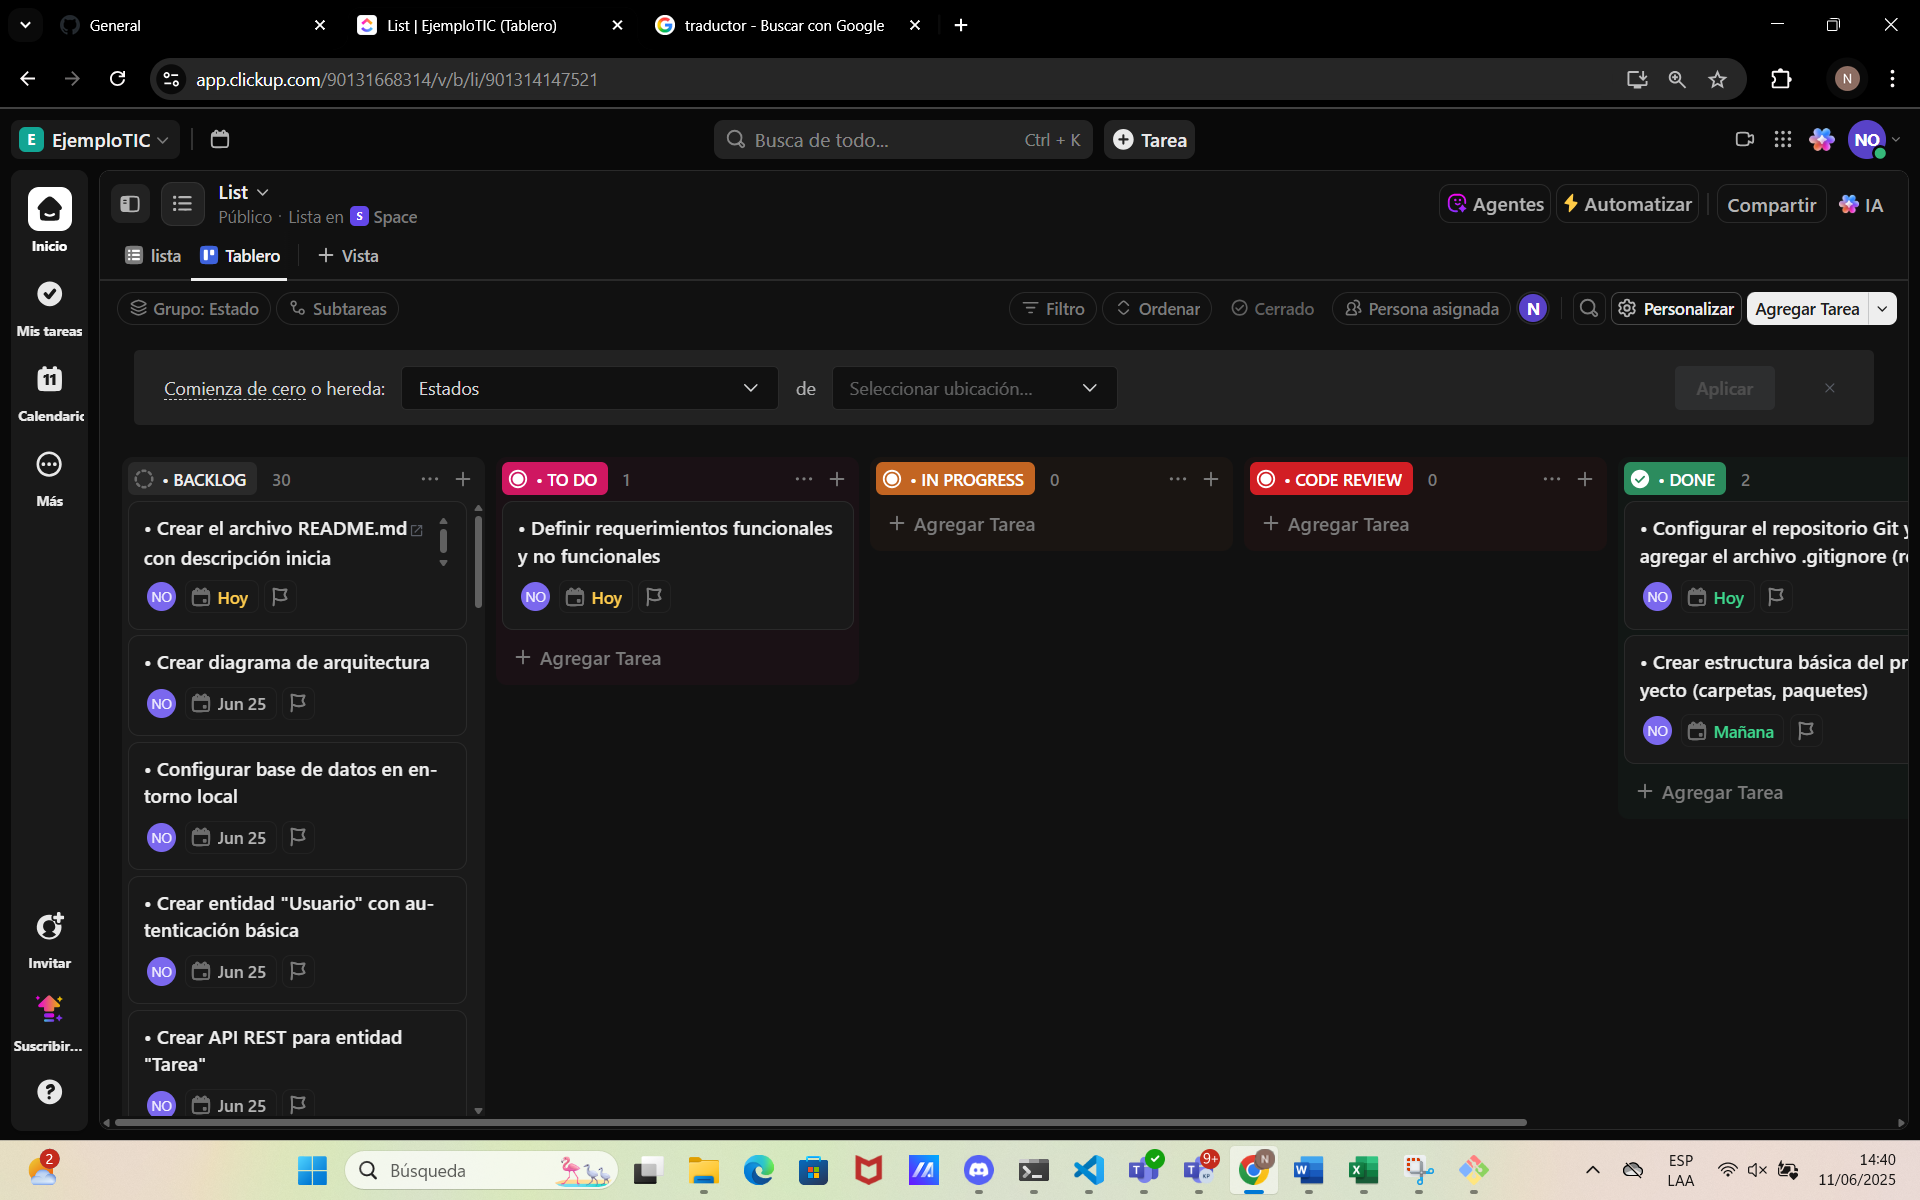 General
List | EjemploTIC (Tablero)
traductor - Buscar con Google
app.clickup.com/90131668314/v/b/li/901314147521
N
E EjemploTIC
Busca de todo... Ctrl + K
Tarea
NO
List
Público · Lista en S Space
Agentes
Automatizar
Compartir
IA
Inicio
Mis tareas
11
Calendario
Más
Invitar
Suscribir...
lista
Tablero
Vista
Grupo: Estado
Subtareas
Filtro
Ordenar
Cerrado
Persona asignada
N
Personalizar
Agregar Tarea
Comienza de cero o hereda:
Estados
de
Seleccionar ubicación...
Aplicar
• BACKLOG 30
• Crear el archivo README.md
con descripción inicia
NO Hoy
• Crear diagrama de arquitectura
NO Jun 25
• Configurar base de datos en en-
torno local
NO Jun 25
• Crear entidad "Usuario" con au-
tenticación básica
NO Jun 25
• Crear API REST para entidad
"Tarea"
NO Jun 25
• TO DO 1
• Definir requerimientos funcionales
y no funcionales
NO Hoy
Agregar Tarea
• IN PROGRESS 0
Agregar Tarea
• CODE REVIEW 0
Agregar Tarea
• DONE 2
• Configurar el repositorio Git y
agregar el archivo .gitignore (r
NO Hoy
• Crear estructura básica del pr
yecto (carpetas, paquetes)
NO Mañana
Agregar Tarea
2
Búsqueda
9+
N
ESP
LAA
14:40
11/06/2025